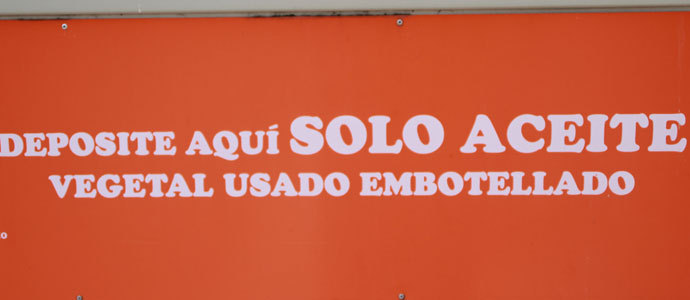 DEPOSITE AQUÍ SOLO ACEITE
VEGETAL USADO EMBOTELLADO